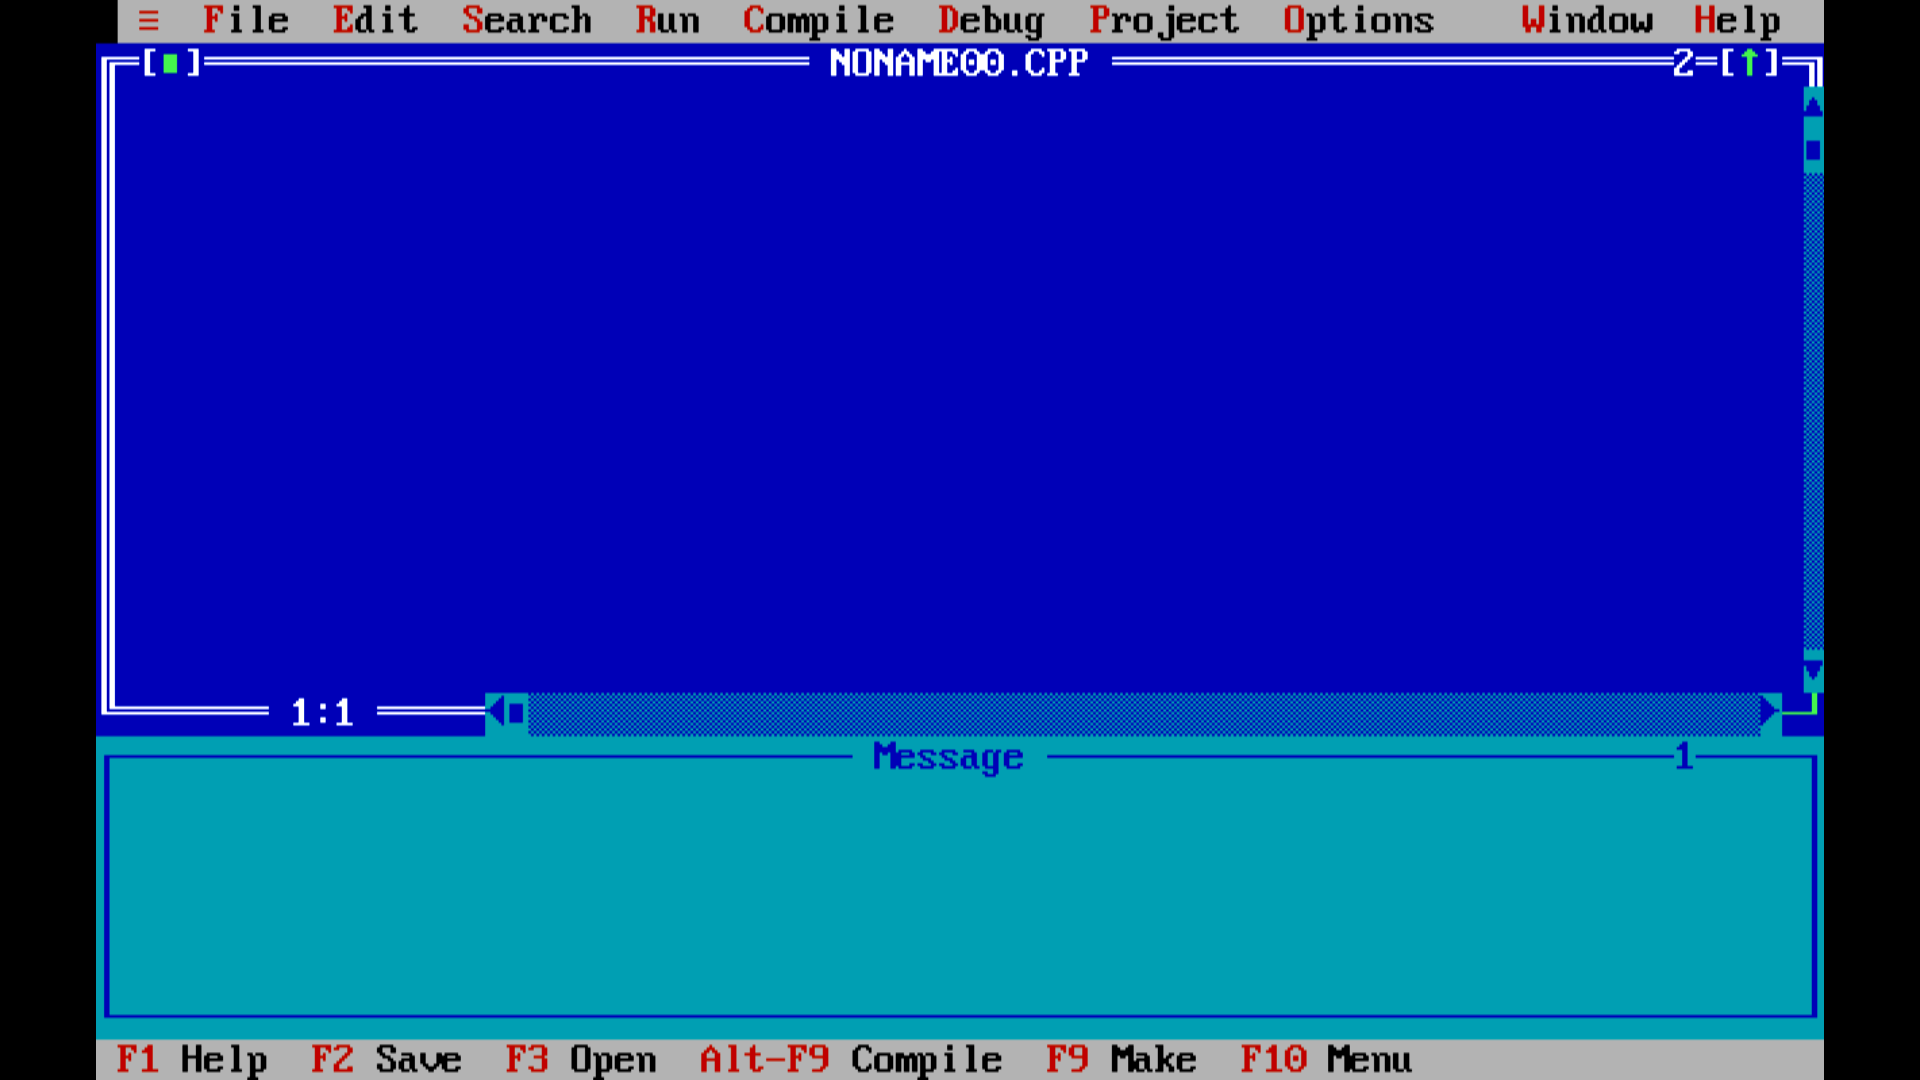 ≡ File Edit Search Run Compile Debug Project Options Window Help
[■] NONAME00.CPP 2=[↑]
1:1
Message 1
F1 Help F2 Save F3 Open Alt-F9 Compile F9 Make F10 Menu